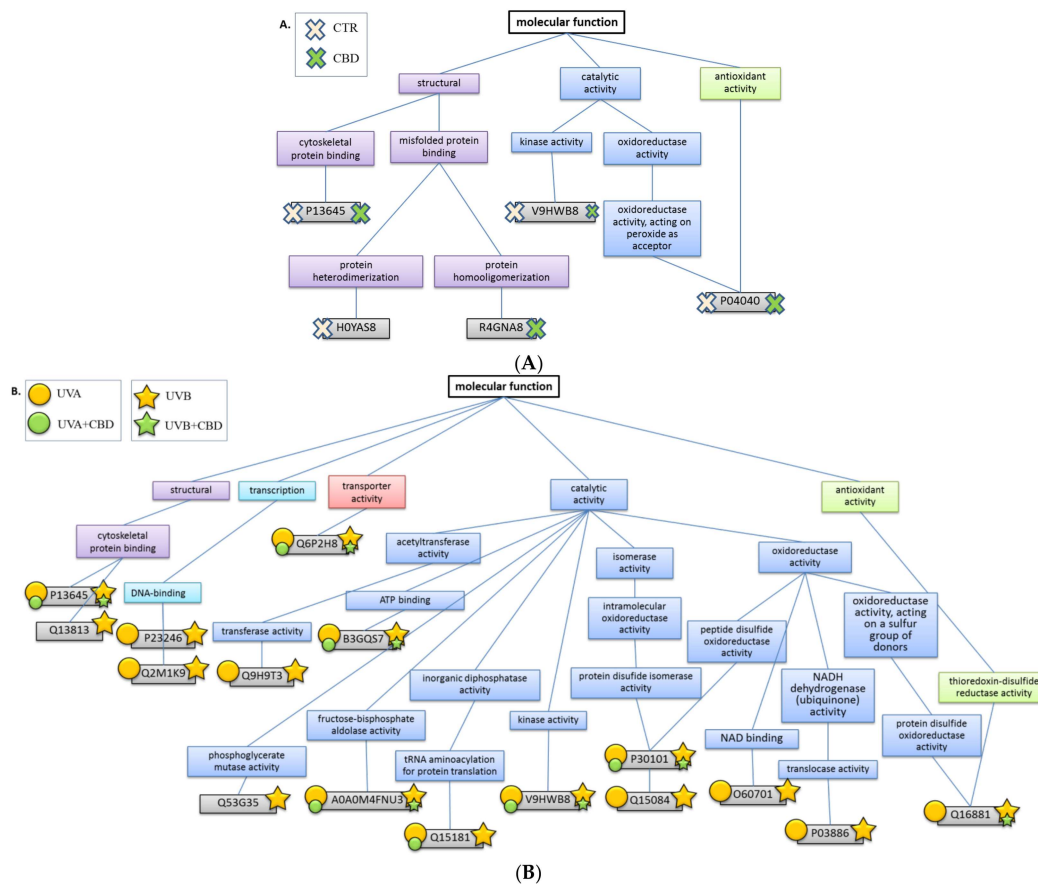 A.
CTR
CBD
molecular function
structural
catalytic
activity
antioxidant
activity
cytoskeletal
protein binding
misfolded protein
binding
kinase activity
oxidoreductase
activity
P13645
V9HWB8
oxidoreductase
activity, acting on
peroxide as
acceptor
protein
heterodimerization
protein
homooligomerization
P04040
H0YAS8
R4GNA8
(A)
B.
UVA
UVB
UVA+CBD
UVB+CBD
molecular function
structural
transcription
transporter
activity
catalytic
activity
antioxidant
activity
cytoskeletal
protein binding
Q6P2H8
acetyltransferase
activity
isomerase
activity
oxidoreductase
activity
P13645
DNA-binding
ATP binding
intramolecular
oxidoreductase
activity
oxidoreductase
activity, acting on
a sulfur group of
donors
Q13813
P23246
transferase activity
B3GQS7
peptide disulfide
oxidoreductase
activity
Q2M1K9
Q9H9T3
inorganic diphosphatase
activity
protein disufide isomerase
activity
NADH
dehydrogenase
(ubiquinone)
activity
thioredoxin-disulfide
reductase activity
fructose-bisphosphate
aldolase activity
kinase activity
NAD binding
protein disulfide
oxidoreductase
activity
phosphoglycerate
mutase activity
tRNA aminoacylation
for protein translation
P30101
translocase activity
Q53G35
A0A0M4FNU3
V9HWB8
Q15084
O60701
Q16881
Q15181
P03886
(B)